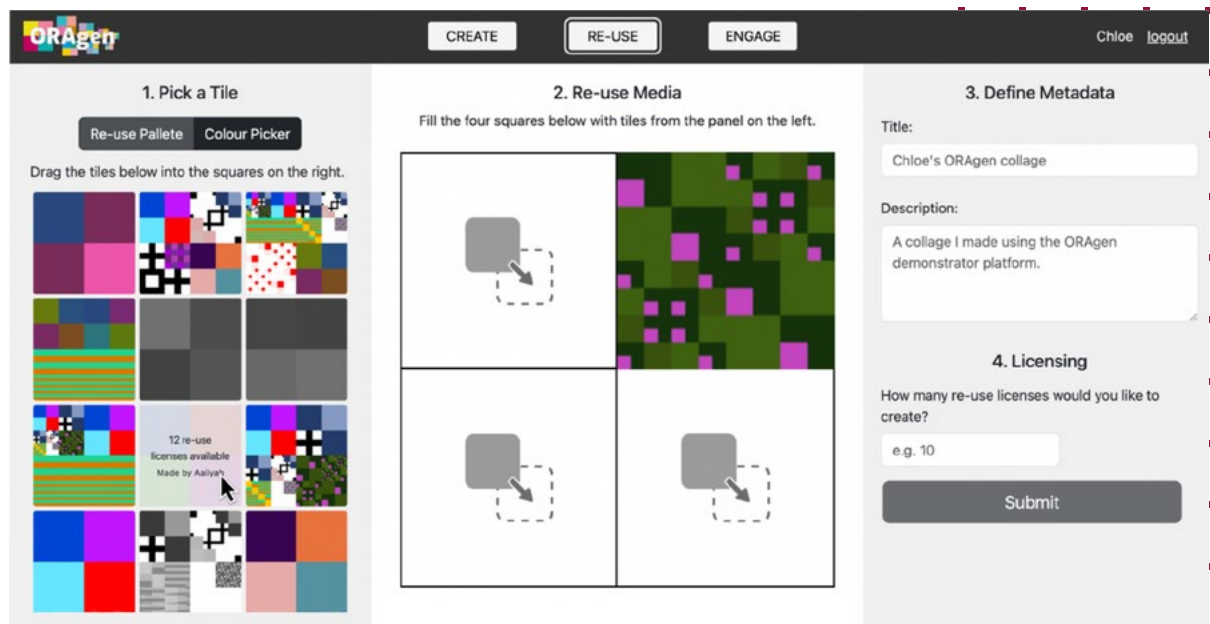 ORAgen
CREATE
RE-USE
ENGAGE
Chloe
logout
1. Pick a Tile
Re-use Pallete
Colour Picker
Drag the tiles below into the squares on the right.
12 re-use
licenses available
Made by Aaliyah
2. Re-use Media
Fill the four squares below with tiles from the panel on the left.
3. Define Metadata
Title:
Chloe's ORAgen collage
Description:
A collage I made using the ORAgen
demonstrator platform.
4. Licensing
How many re-use licenses would you like to
create?
e.g. 10
Submit